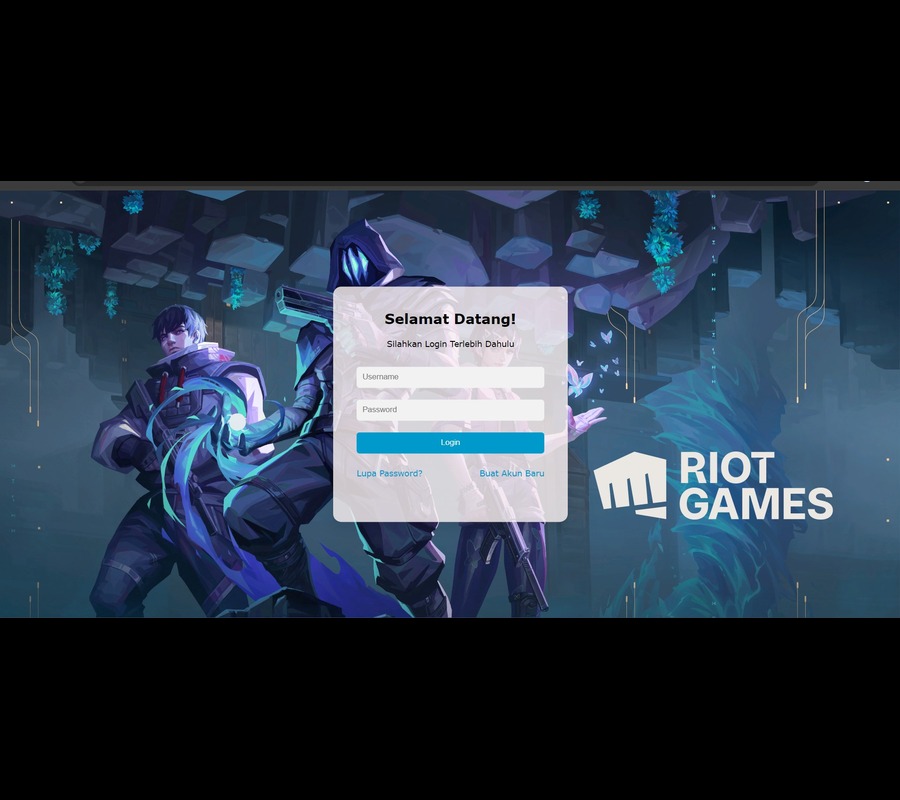 Selamat Datang!
Silahkan Login Terlebih Dahulu
Username
Password
Login
Lupa Password?
Buat Akun Baru
RIOT
GAMES